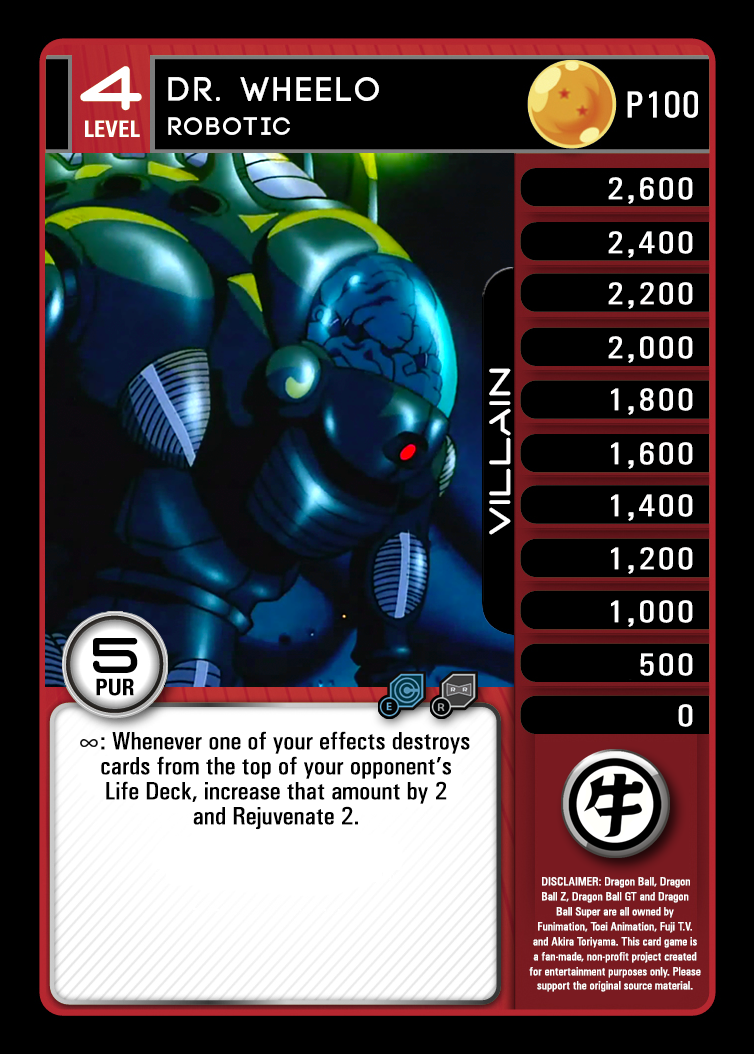 4
LEVEL
DR. WHEELO
ROBOTIC
P100
2,600
2,400
2,200
2,000
1,800
1,600
1,400
1,200
1,000
500
0
VILLAIN
5
PUR
E
R
R R
∞: Whenever one of your effects destroys
cards from the top of your opponent's
Life Deck, increase that amount by 2
and Rejuvenate 2.
牛
DISCLAIMER: Dragon Ball, Dragon
Ball Z, Dragon Ball GT and Dragon
Ball Super are all owned by
Funimation, Toei Animation, Fuji T.V.
and Akira Toriyama. This card game is
a fan-made, non-profit project created
for entertainment purposes only. Please
support the original source material.